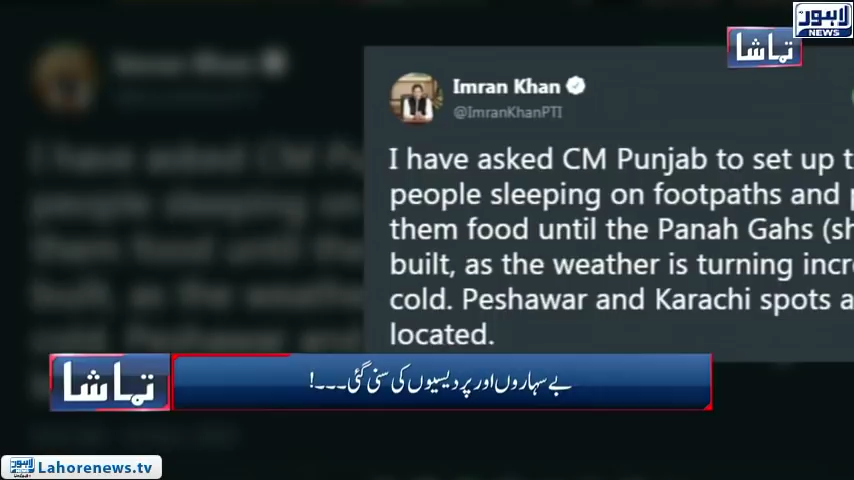 لاہور
NEWS
تماشا
Imran Khan
@ImranKhanPTI
I have asked CM Punjab to set up t
people sleeping on footpaths and p
them food until the Panah Gahs (sh
built, as the weather is turning incre
cold. Peshawar and Karachi spots a
located.
تماشا
بے سہاروں اور پردیسیوں کی سنی گئی۔۔۔!
لاہور
Lahorenews.tv